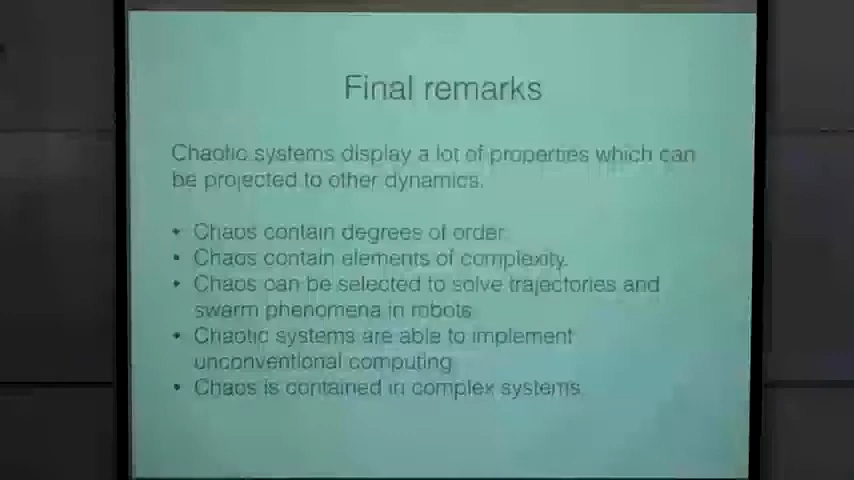 Final remarks
Chaotic systems display a lot of properties which can
be projected to other dynamics.
• Chaos contain degrees of order.
• Chaos contain elements of complexity.
• Chaos can be selected to solve trajectories and
swarm phenomena in robots.
• Chaotic systems are able to implement
unconventional computing.
• Chaos is contained in complex systems.